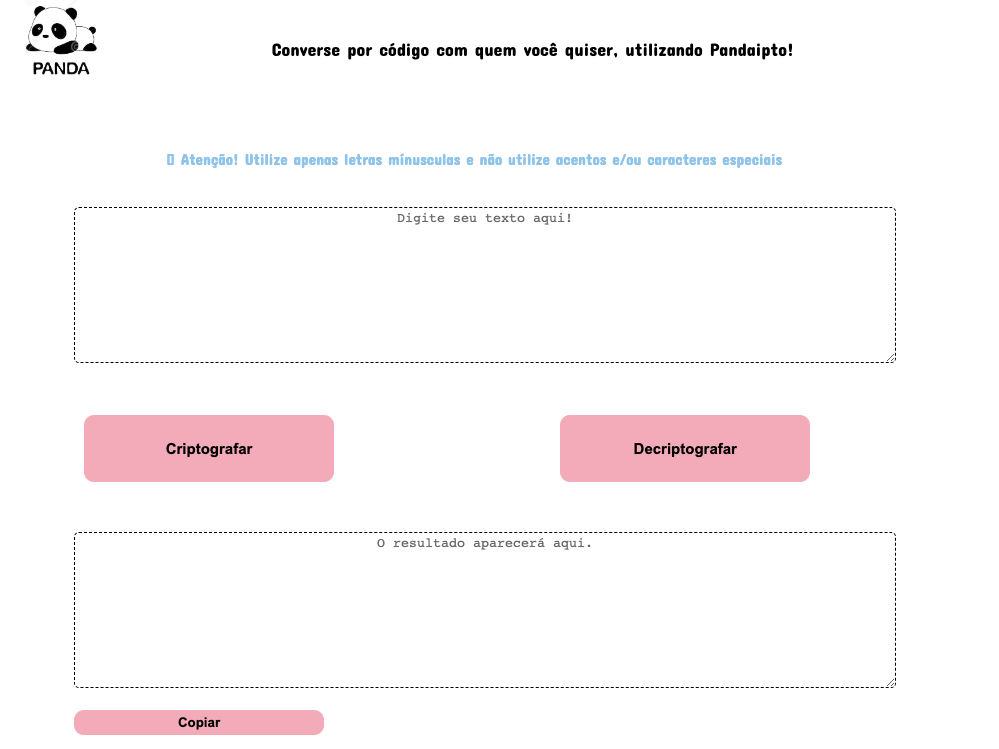 PANDA
Converse por código com quem você quiser, utilizando Pandaipto!
Atenção! Utilize apenas letras mínusculas e não utilize acentos e/ou caracteres especiais
Digite seu texto aqui!
Criptografar
Decriptografar
O resultado aparecerá aqui.
Copiar